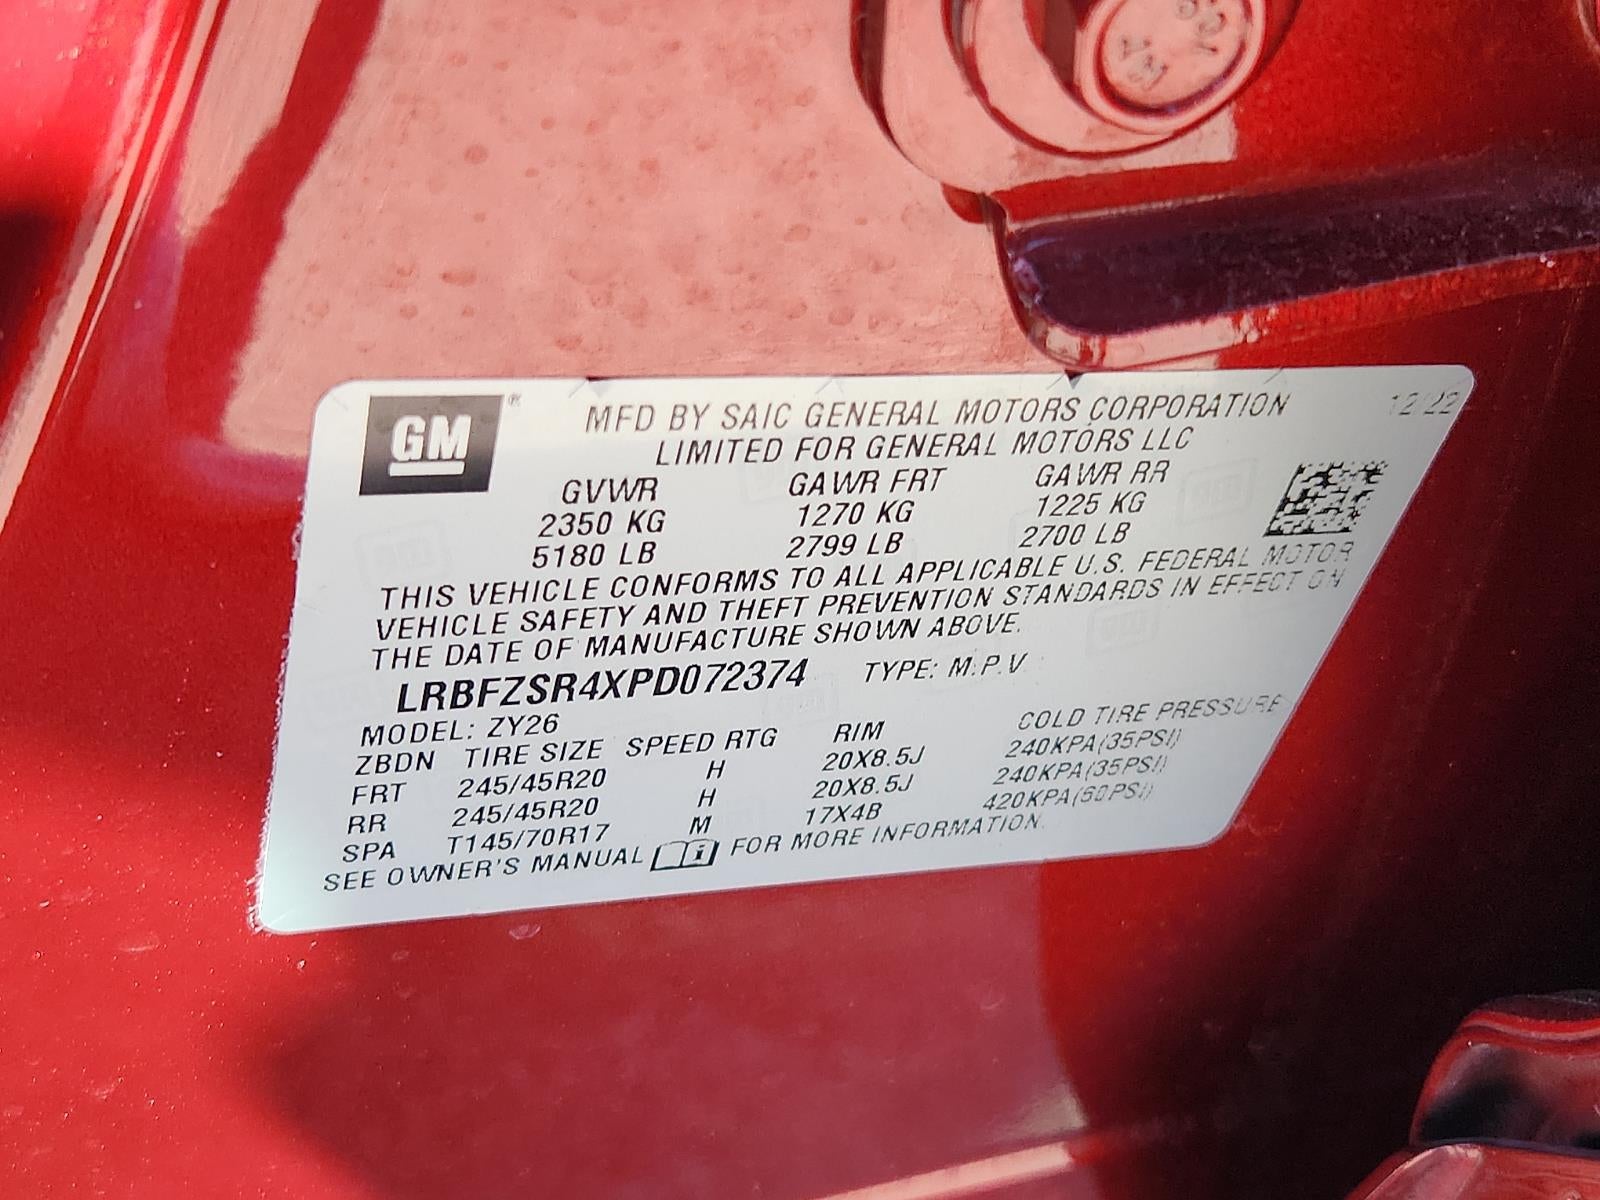 GM ® MFD BY SAIC GENERAL MOTORS CORPORATION 12/22
LIMITED FOR GENERAL MOTORS LLC
GVWR GAWR FRT GAWR RR
2350 KG 1270 KG 1225 KG
5180 LB 2799 LB 2700 LB
THIS VEHICLE CONFORMS TO ALL APPLICABLE U.S. FEDERAL MOTOR
VEHICLE SAFETY AND THEFT PREVENTION STANDARDS IN EFFECT ON
THE DATE OF MANUFACTURE SHOWN ABOVE.
LRBFZSR4XPD072374 TYPE: M.P.V
MODEL: ZY26
ZBDN TIRE SIZE SPEED RTG RIM COLD TIRE PRESSURE
FRT 245/45R20 H 20X8.5J 240KPA(35PSI)
RR 245/45R20 H 20X8.5J 240KPA(35PSI)
SPA T145/70R17 M 17X4B 420KPA(60PSI)
SEE OWNER'S MANUAL FOR MORE INFORMATION.